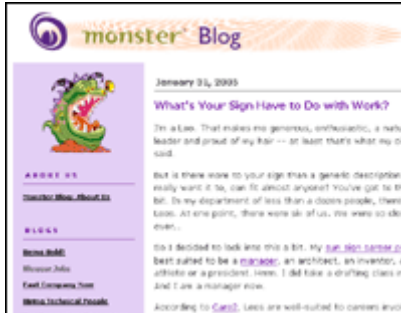 monster Blog
January 31, 2005
What's Your Sign Have to Do with Work?
I'm a Leo. That makes me generous, enthusiastic, a
leader and proud of my hair -- at least that's what my
said.
ABOUT US
But is there more to your sign than a generic description
really want it to, can fit almost anyone? You've got to
Monster Blog: About Us
bit. In my department of less than a dozen people,
Leos. At one point, there were six of us. We were so
BLOGS
ever..
So I decided to look into this a bit. My sun sign career
Being Bold!
best suited to be a manager, an architect, an inventor,
athlete or a president. Hmm. I did take a drafting class
Fast Company Now
And I am a manager now.
Hiring Technical People
According to Care2, Leos are well-suited to careers